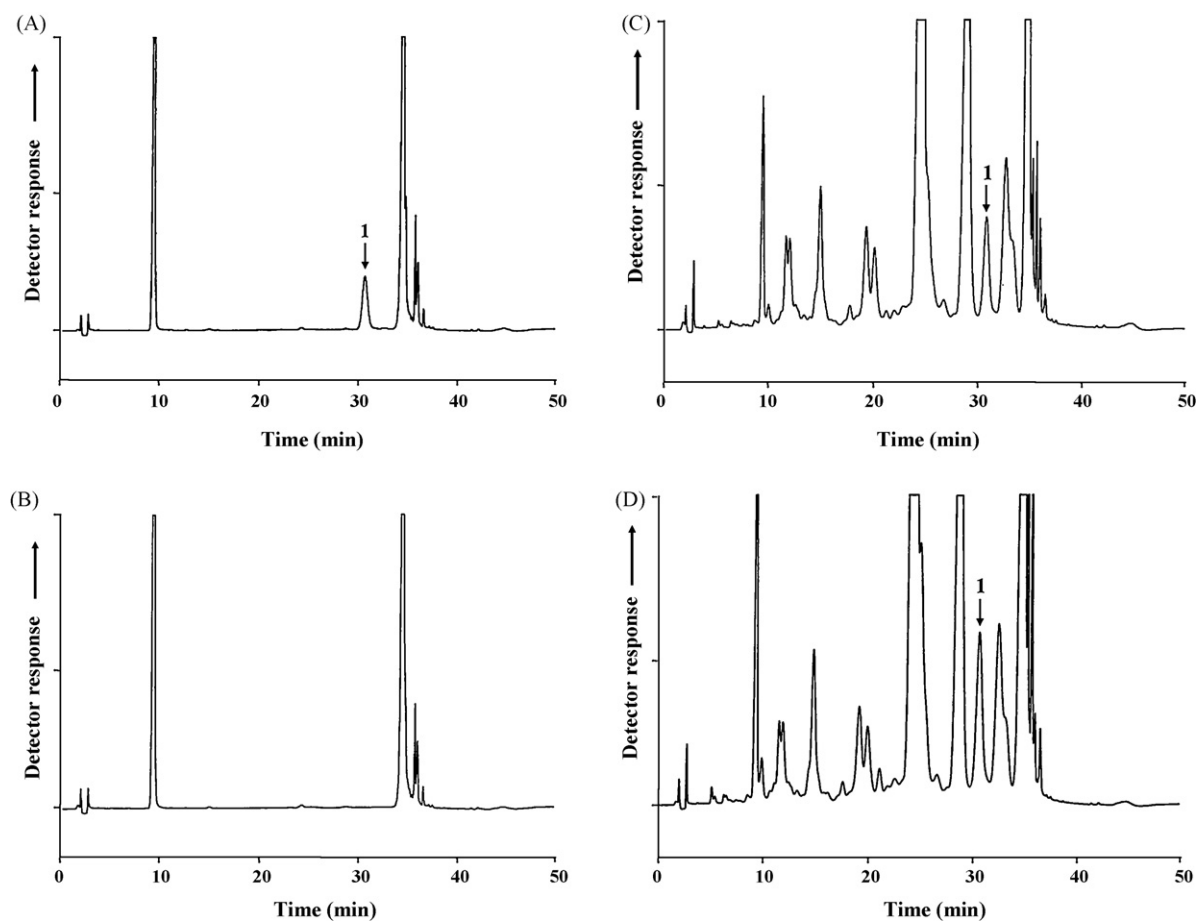 (A)
Detector response
1
0 10 20 30 40 50
Time (min)
(B)
Detector response
0 10 20 30 40 50
Time (min)
(C)
Detector response
1
0 10 20 30 40 50
Time (min)
(D)
Detector response
1
0 10 20 30 40 50
Time (min)